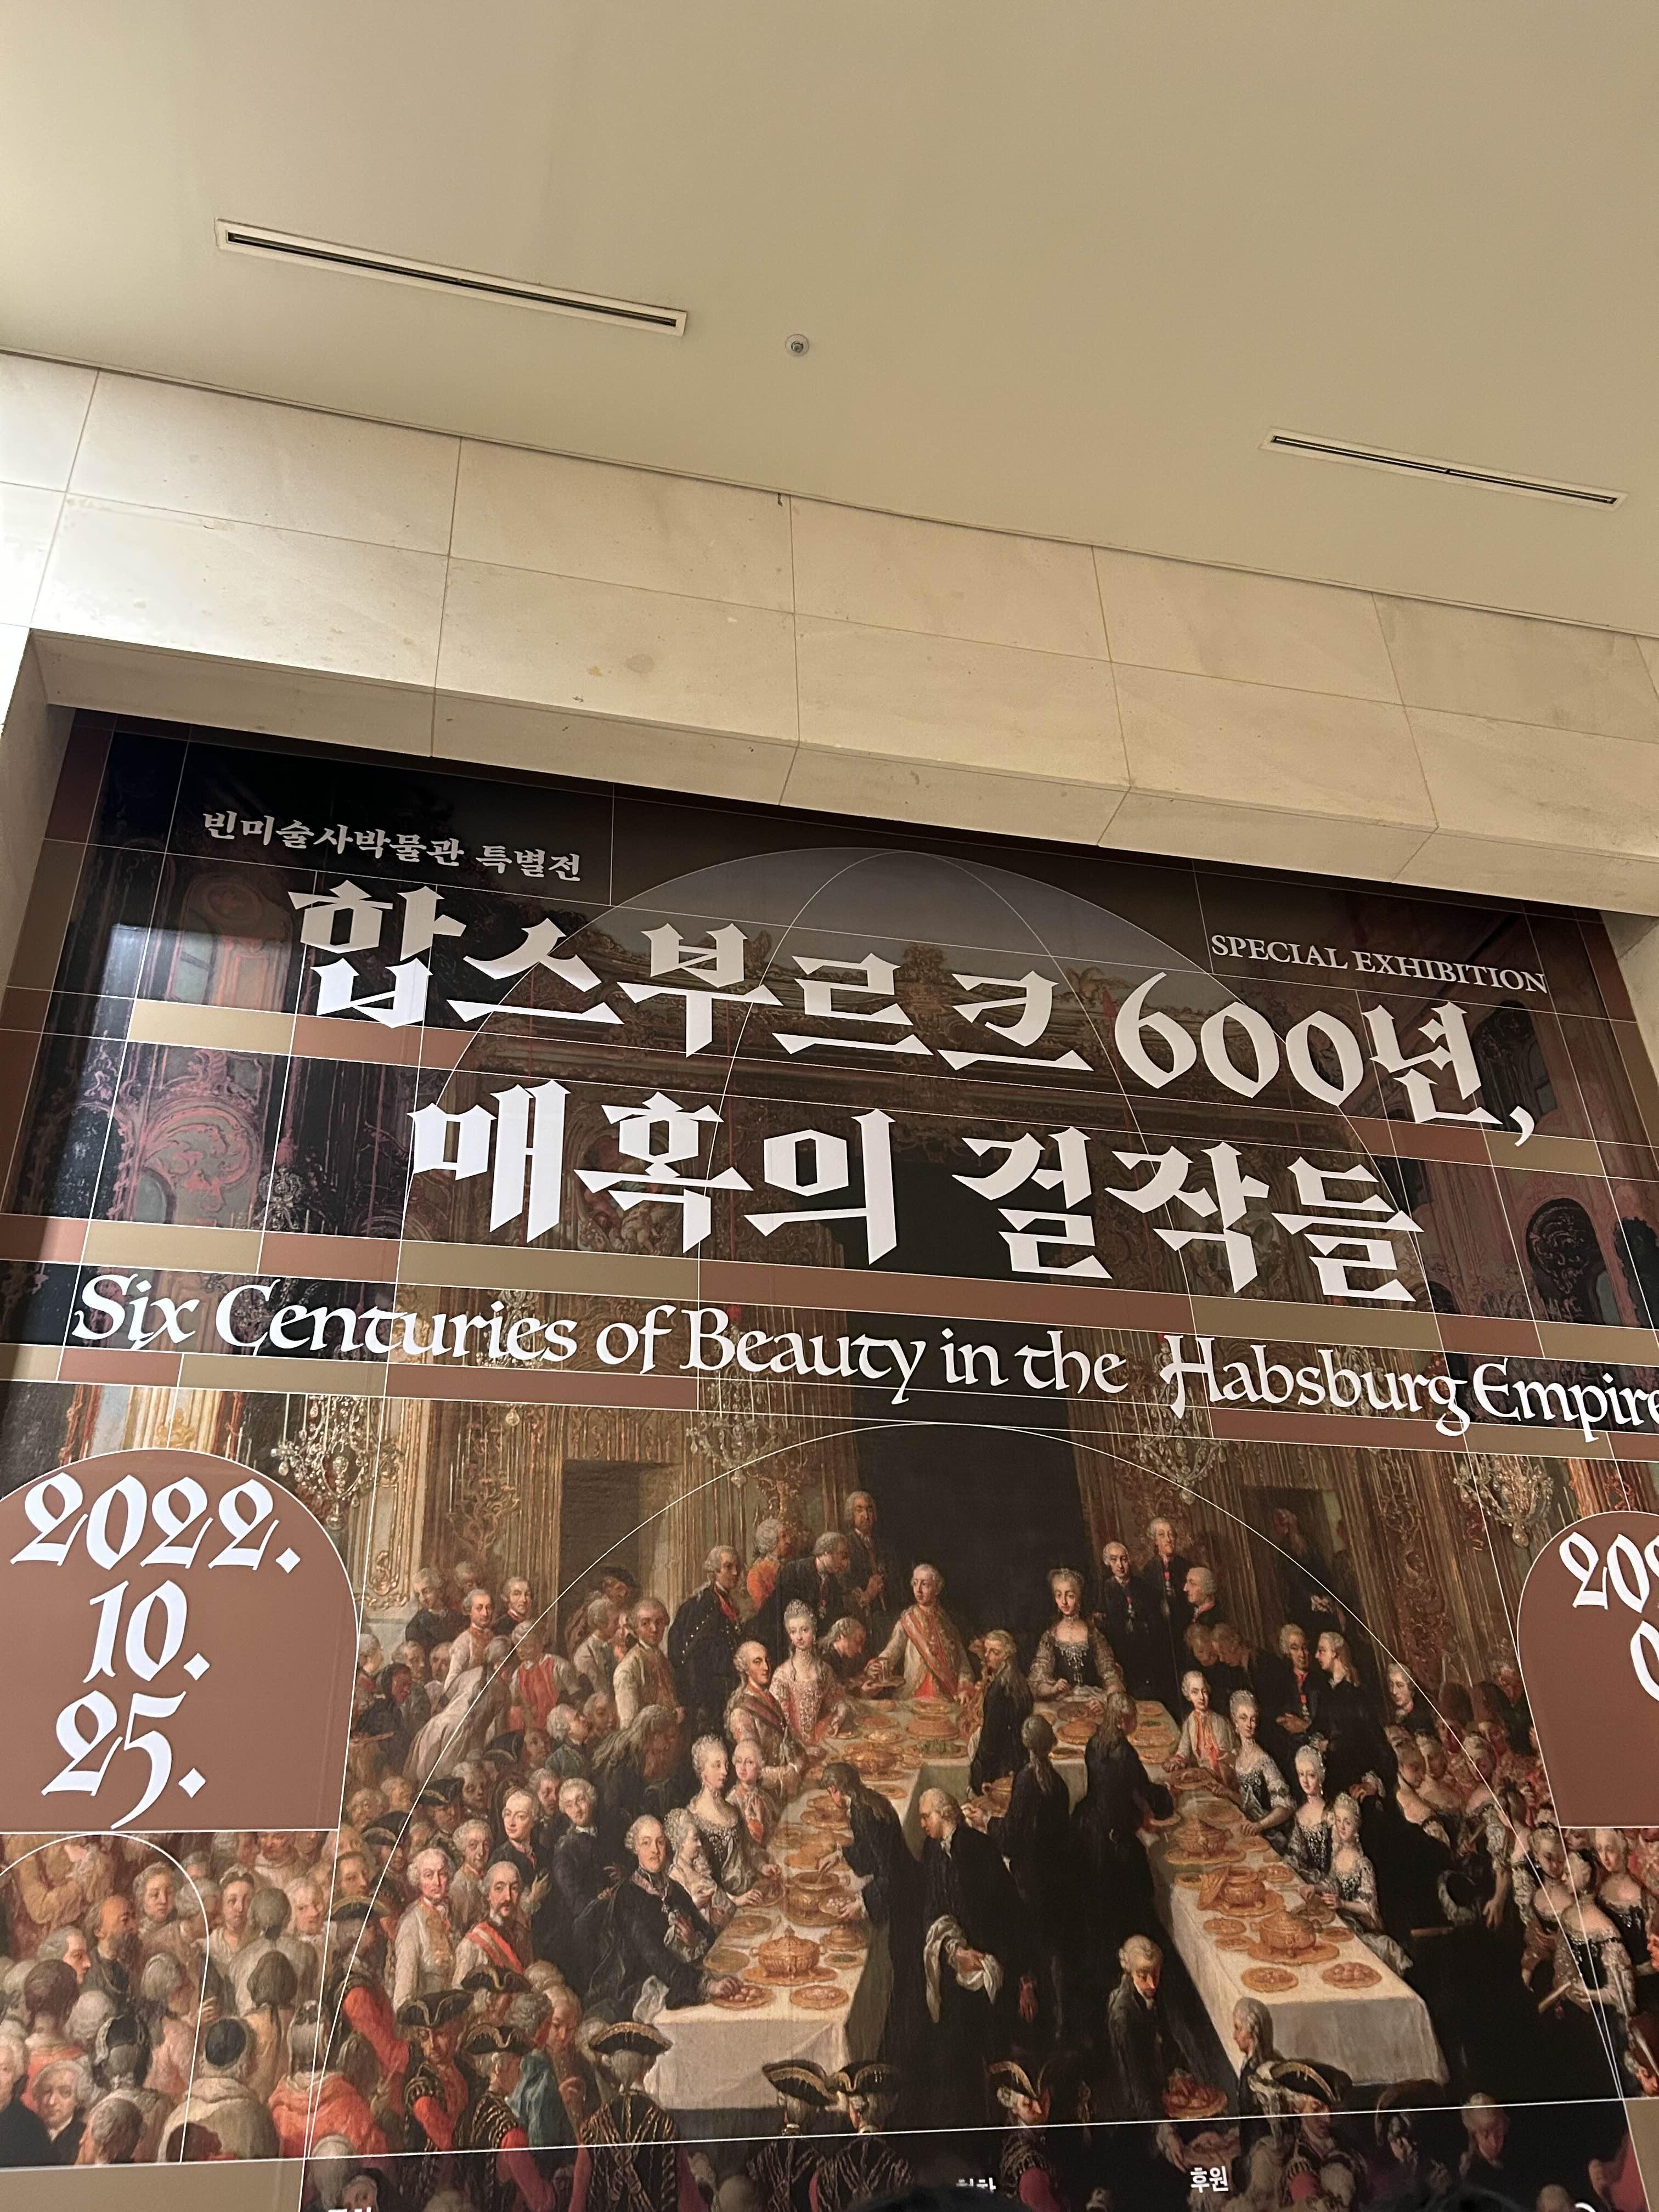 빈미술사박물관 특별전
SPECIAL EXHIBITION
합스부르크 600년,
매혹의 걸작들
Six Centuries of Beauty in the Habsburg Empire
2022.
10.
25.
후원